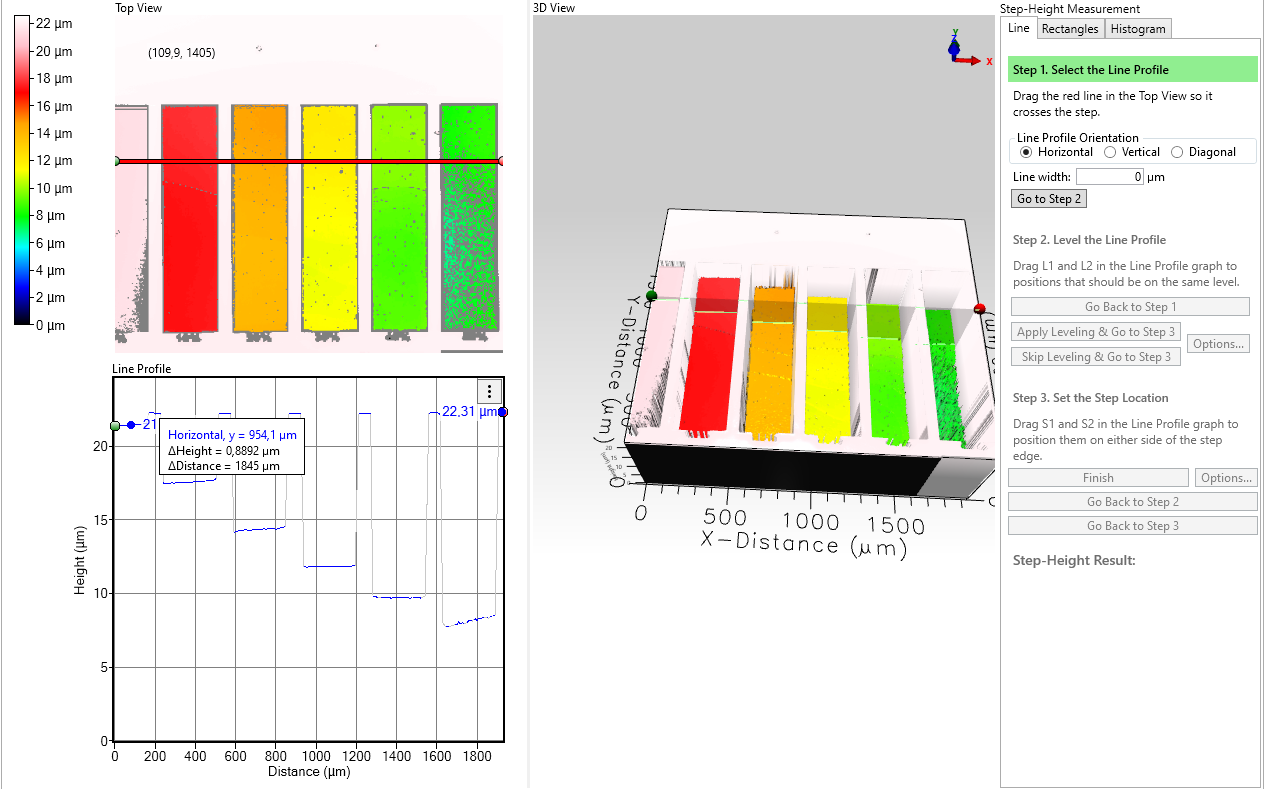 Top View
22 µm
20 µm
18 µm
16 µm
14 µm
12 µm
10 µm
8 µm
6 µm
4 µm
2 µm
0 µm
(109,9, 1405)
Line Profile
22,31 µm
21
Horizontal, y = 954,1 µm
ΔHeight = 0,8892 µm
ΔDistance = 1845 µm
20
15
10
5
0
Height (µm)
0 200 400 600 800 1000 1200 1400 1600 1800
Distance (µm)
3D View
y
z
x
Y-Distance (µm)
0 500 1000 1500
X-Distance (µm)
Step-Height Measurement
Line Rectangles Histogram
Step 1. Select the Line Profile
Drag the red line in the Top View so it
crosses the step.
Line Profile Orientation
Horizontal Vertical Diagonal
Line width: 0 µm
Go to Step 2
Step 2. Level the Line Profile
Drag L1 and L2 in the Line Profile graph to
positions that should be on the same level.
Go Back to Step 1
Apply Leveling & Go to Step 3
Options...
Skip Leveling & Go to Step 3
Step 3. Set the Step Location
Drag S1 and S2 in the Line Profile graph to
position them on either side of the step
edge.
Finish Options...
Go Back to Step 2
Go Back to Step 3
Step-Height Result: